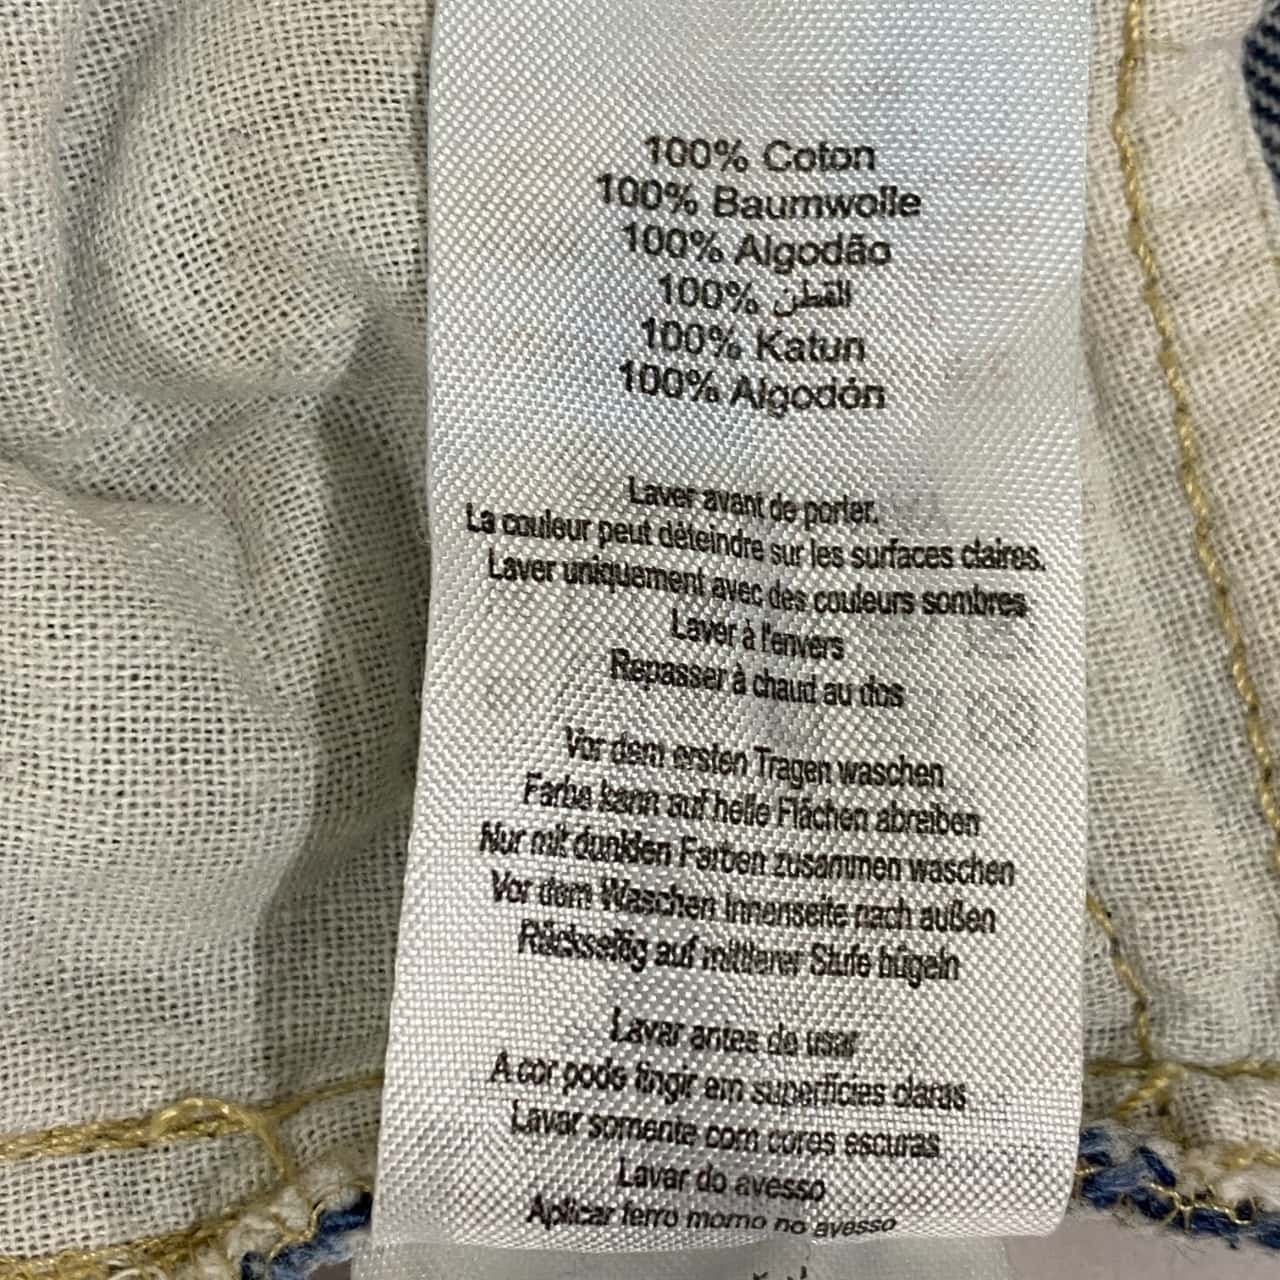 100% Coton
100% Baumwolle
100% Algodão
100% القطن
100% Katun
100% Algodón
Laver avant de porter.
La couleur peut déteindre sur les surfaces claires.
Laver uniquement avec des couleurs sombres
Laver à l'envers
Repasser à chaud au dos
Vor dem ersten Tragen waschen
Farbe kann auf helle Flächen abreiben
Nur mit dunklen Farben zusammen waschen
Vor dem Waschen Innenseite nach außen
Rückseitig auf mittlerer Stufe bügeln
Lavar antes de usar
A cor pode tingir em superfícies claras
Lavar somente com cores escuras
Lavar do avesso
Aplicar ferro morno no avesso